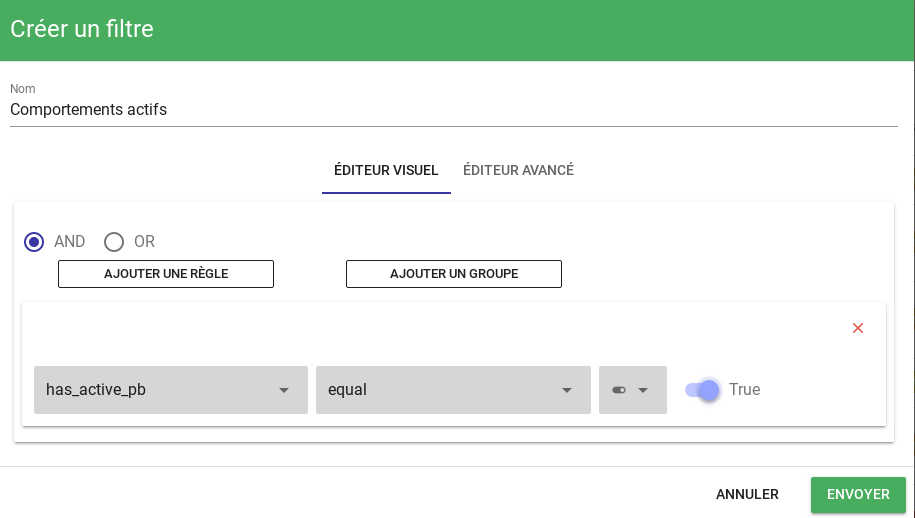 Créer un filtre
Nom
Comportements actifs
ÉDITEUR VISUEL ÉDITEUR AVANCÉ
AND OR
AJOUTER UNE RÈGLE AJOUTER UN GROUPE
has_active_pb equal True
ANNULER ENVOYER